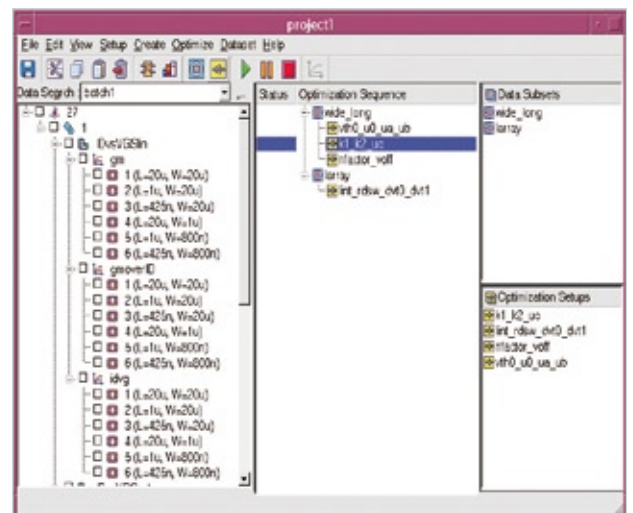 project1
File Edit View Setup Create Optimize Dataset Help
Data Search: batch1
27
1
IDvsVGSlin
gm
1 (L=20u, W=20u)
2 (L=1u, W=20u)
3 (L=425n, W=20u)
4 (L=20u, W=1u)
5 (L=1u, W=800n)
6 (L=425n, W=800n)
gmoverID
1 (L=20u, W=20u)
2 (L=1u, W=20u)
3 (L=425n, W=20u)
4 (L=20u, W=1u)
5 (L=1u, W=800n)
6 (L=425n, W=800n)
idvg
1 (L=20u, W=20u)
2 (L=1u, W=20u)
3 (L=425n, W=20u)
4 (L=20u, W=1u)
5 (L=1u, W=800n)
6 (L=425n, W=800n)
Status Optimization Sequence
wide_long
vth0_u0_ua_ub
k1_k2_uc
nfactor_voff
larray
int_rdsw_dvt0_dvt1
Data Subsets
wide_long
larray
Optimization Setups
k1_k2_uc
int_rdsw_dvt0_dvt1
nfactor_voff
vth0_u0_ua_ub